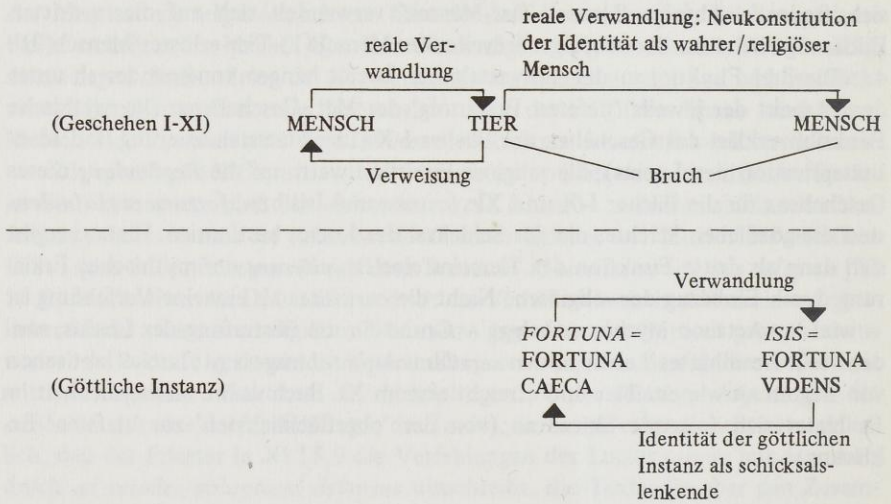 reale Verwandlung: Neukonstitution
der Identität als wahrer/religiöser
Mensch
reale Ver-
wandlung
(Geschehen I-XI)
MENSCH
TIER
MENSCH
Verweisung
Bruch
Verwandlung
FORTUNA =
FORTUNA
CAECA
ISIS =
FORTUNA
VIDENS
(Göttliche Instanz)
Identität der göttlichen
Instanz als schicksals-
lenkende